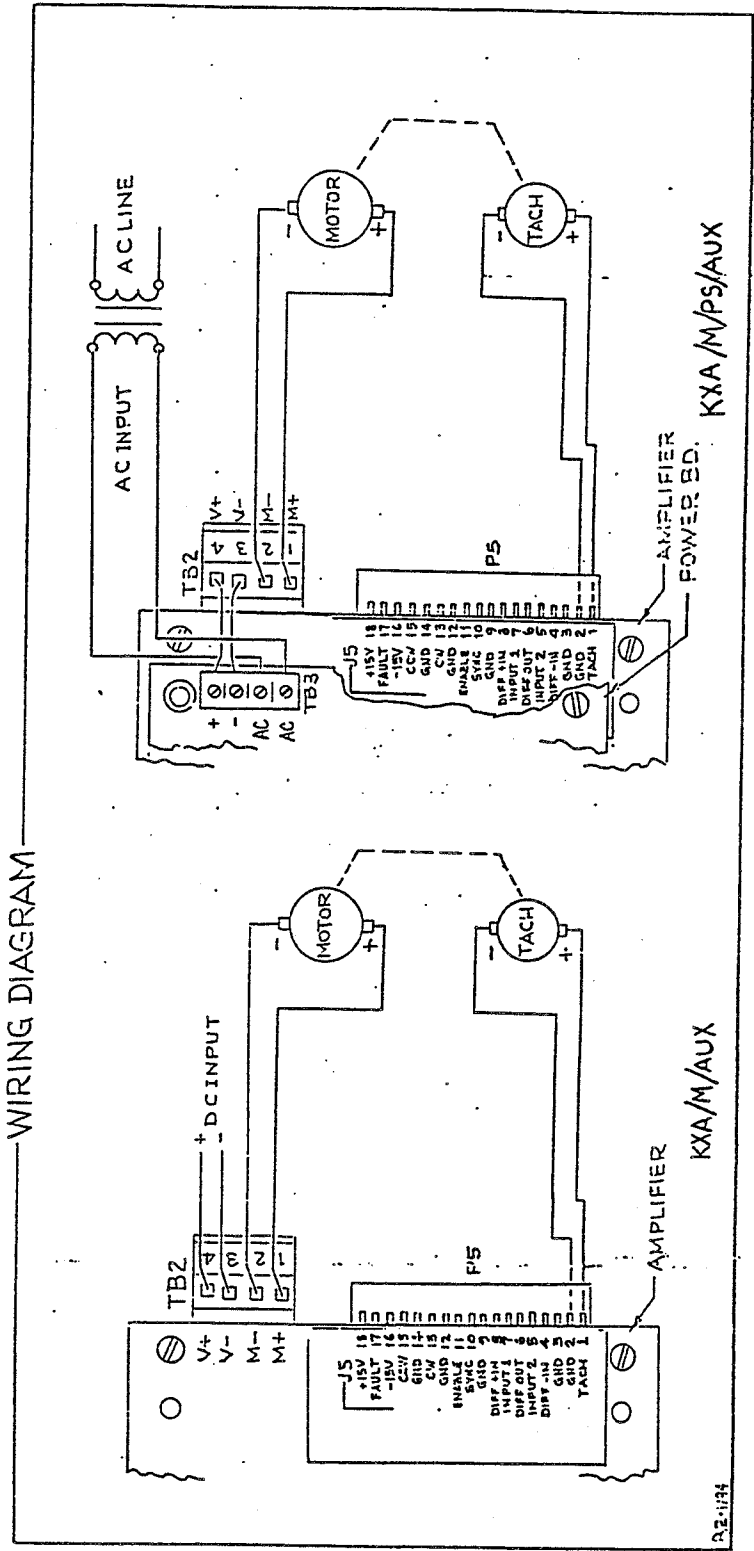 WIRING DIAGRAM
TB2
V+
V-
M-
M+
4
3
2
1
+
- DC INPUT
-
MOTOR
+
-
TACH
+
J5
P5
+15V 18
FAULT 17
-15V 16
CCW 15
GND 14
CW 13
GND 12
ENABLE 11
SYNC 10
GND 9
DIFF +IN 8
INPUT 1 7
DIFF OUT 6
INPUT 2 5
DIFF -IN 4
GND 3
GND 2
TACH 1
AMPLIFIER
KXA/M/AUX
AC LINE
AC INPUT
TB2
4 V+
3 V-
2 M-
1 M+
+
-
AC
AC
TB3
-
MOTOR
+
-
TACH
+
J5
P5
+15V 18
FAULT 17
-15V 16
CCW 15
GND 14
CW 13
GND 12
ENABLE 11
SYNC 10
GND 9
DIFF +IN 8
INPUT 1 7
DIFF OUT 6
INPUT 2 5
DIFF -IN 4
GND 3
GND 2
TACH 1
AMPLIFIER
POWER BD.
KXA/M/PS/AUX